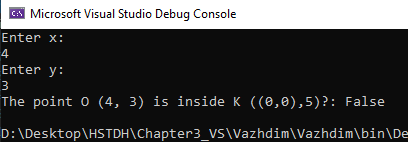 Microsoft Visual Studio Debug Console
Enter x:
4
Enter y:
3
The point O (4, 3) is inside K ((0,0),5)?: False
D:\Desktop\HSTDH\Chapter3_VS\Vazhdim\Vazhdim\bin\De